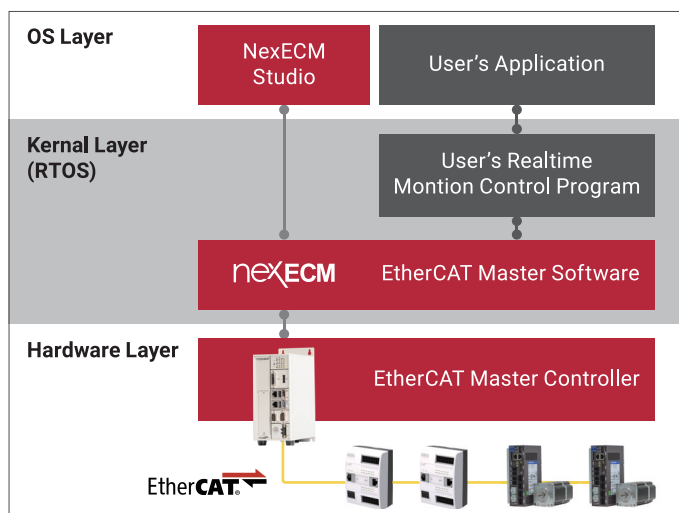 OS Layer
NexECM
Studio
User's Application
Kernal Layer
(RTOS)
User's Realtime
Montion Control Program
nexECM
EtherCAT Master Software
Hardware Layer
EtherCAT Master Controller
EtherCAT®